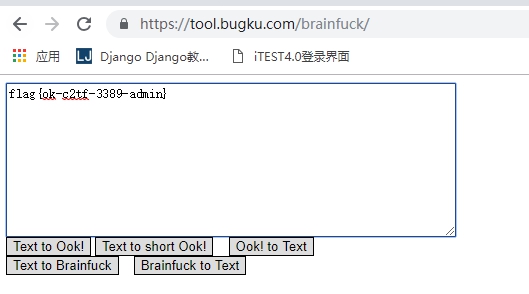 https://tool.bugku.com/brainfuck/
应用 LJ Django Django教... iTEST4.0登录界面
flag{ok-c2tf-3389-admin}
Text to Ook! Text to short Ook! Ook! to Text
Text to Brainfuck Brainfuck to Text